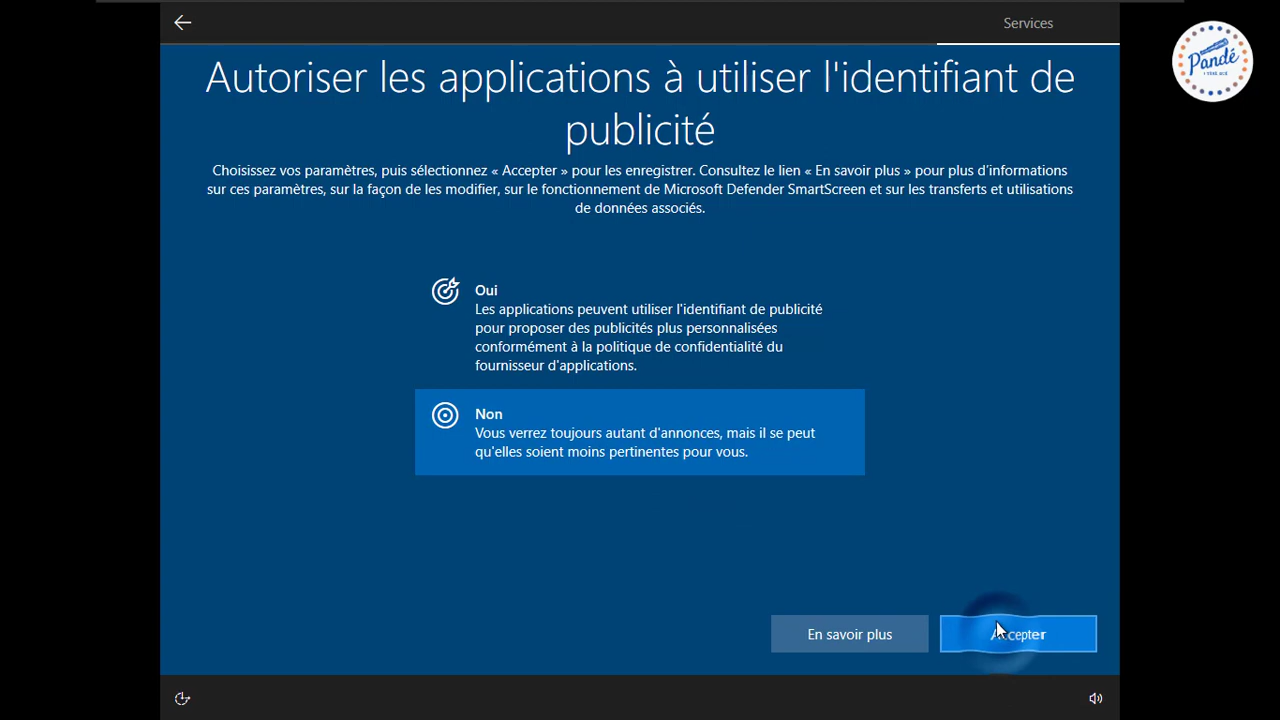 Services
Pandé
Autoriser les applications à utiliser l'identifiant de
publicité
Choisissez vos paramètres, puis sélectionnez « Accepter » pour les enregistrer. Consultez le lien « En savoir plus » pour plus d'informations
sur ces paramètres, sur la façon de les modifier, sur le fonctionnement de Microsoft Defender SmartScreen et sur les transferts et utilisations
de données associés.
Oui
Les applications peuvent utiliser l'identifiant de publicité
pour proposer des publicités plus personnalisées
conformément à la politique de confidentialité du
fournisseur d'applications.
Non
Vous verrez toujours autant d'annonces, mais il se peut
qu'elles soient moins pertinentes pour vous.
En savoir plus
Accepter